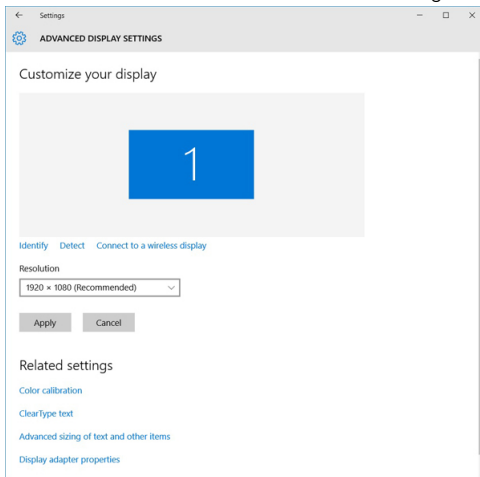 Settings
ADVANCED DISPLAY SETTINGS
Customize your display
1
Identify Detect Connect to a wireless display
Resolution
1920 × 1080 (Recommended)
Apply Cancel
Related settings
Color calibration
ClearType text
Advanced sizing of text and other items
Display adapter properties